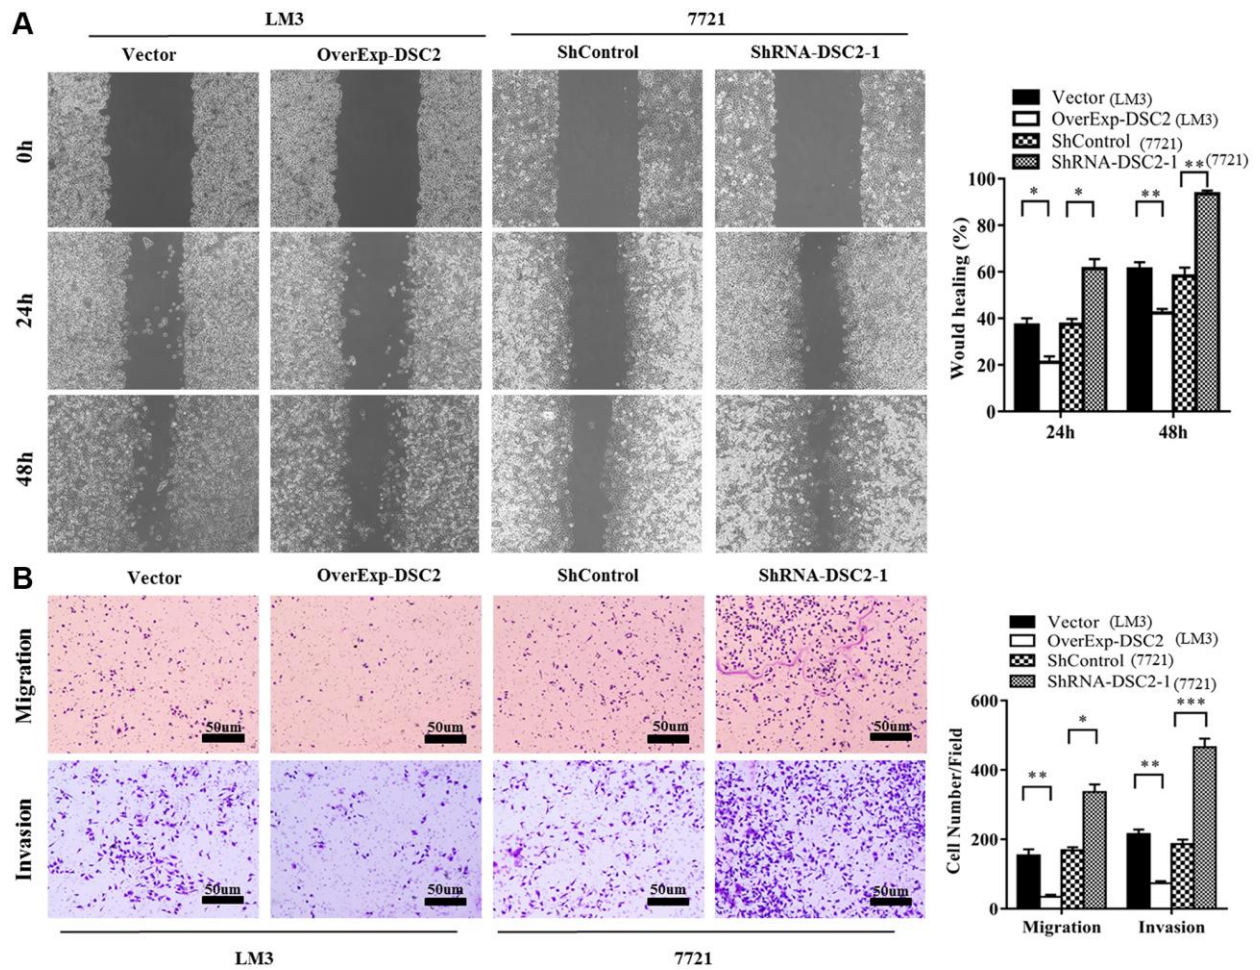 A
LM3
7721
Vector
OverExp-DSC2
ShControl
ShRNA-DSC2-1
0h
24h
48h
Vector (LM3)
OverExp-DSC2 (LM3)
ShControl (7721)
ShRNA-DSC2-1 (7721)
Would healing (%)
100
80
60
40
20
0
* * ** **
24h 48h
B
Vector
OverExp-DSC2
ShControl
ShRNA-DSC2-1
Migration
50um 50um 50um 50um
Invasion
50um 50um 50um 50um
LM3
7721
Vector (LM3)
OverExp-DSC2 (LM3)
ShControl (7721)
ShRNA-DSC2-1 (7721)
Cell Number/Field
600
400
200
0
** * ** ***
Migration Invasion